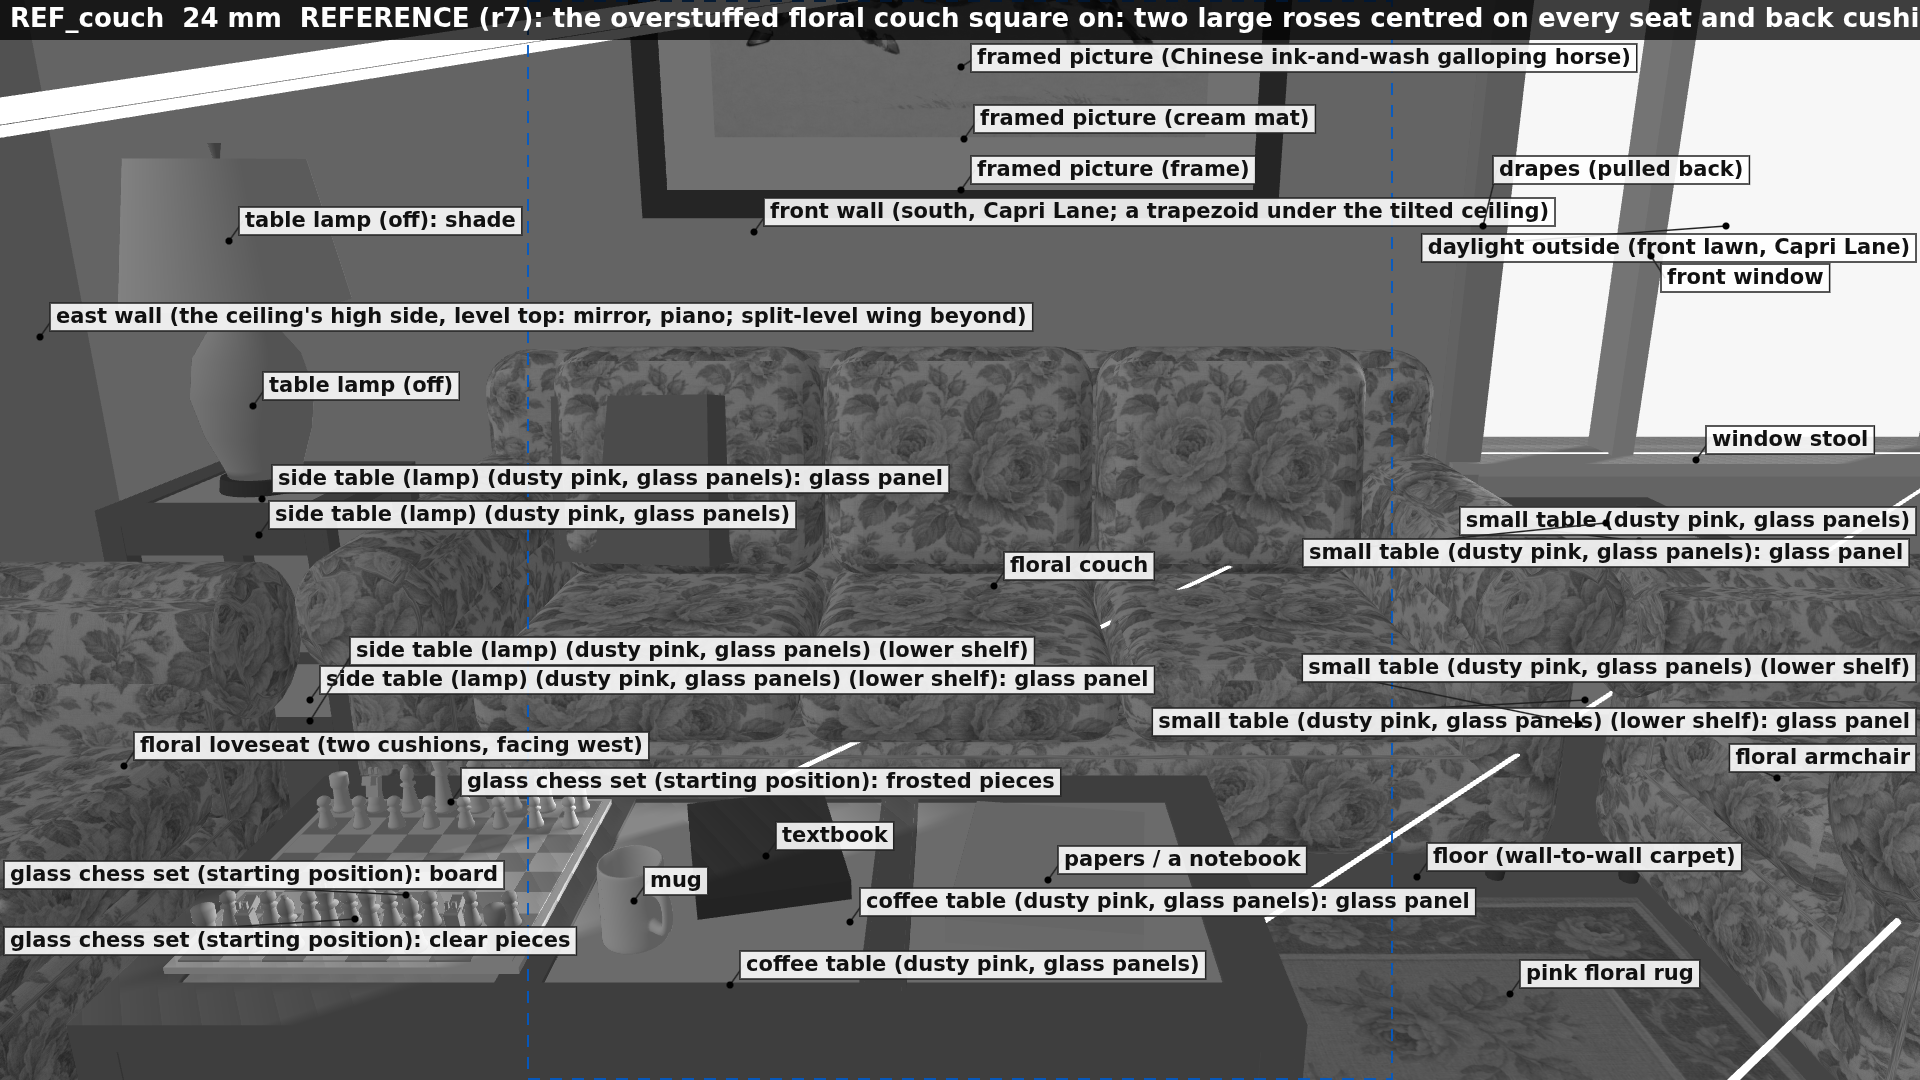 REF_couch 24 mm REFERENCE (r7): the overstuffed floral couch square on: two large roses centred on every seat and back cushi
framed picture (Chinese ink-and-wash galloping horse)
framed picture (cream mat)
framed picture (frame)
drapes (pulled back)
front wall (south, Capri Lane; a trapezoid under the tilted ceiling)
table lamp (off): shade
daylight outside (front lawn, Capri Lane)
front window
east wall (the ceiling's high side, level top: mirror, piano; split-level wing beyond)
table lamp (off)
window stool
side table (lamp) (dusty pink, glass panels): glass panel
side table (lamp) (dusty pink, glass panels)
small table (dusty pink, glass panels)
small table (dusty pink, glass panels): glass panel
floral couch
side table (lamp) (dusty pink, glass panels) (lower shelf)
small table (dusty pink, glass panels) (lower shelf)
side table (lamp) (dusty pink, glass panels) (lower shelf): glass panel
small table (dusty pink, glass panels) (lower shelf): glass panel
floral loveseat (two cushions, facing west)
floral armchair
glass chess set (starting position): frosted pieces
textbook
papers / a notebook
floor (wall-to-wall carpet)
glass chess set (starting position): board
mug
coffee table (dusty pink, glass panels): glass panel
glass chess set (starting position): clear pieces
coffee table (dusty pink, glass panels)
pink floral rug